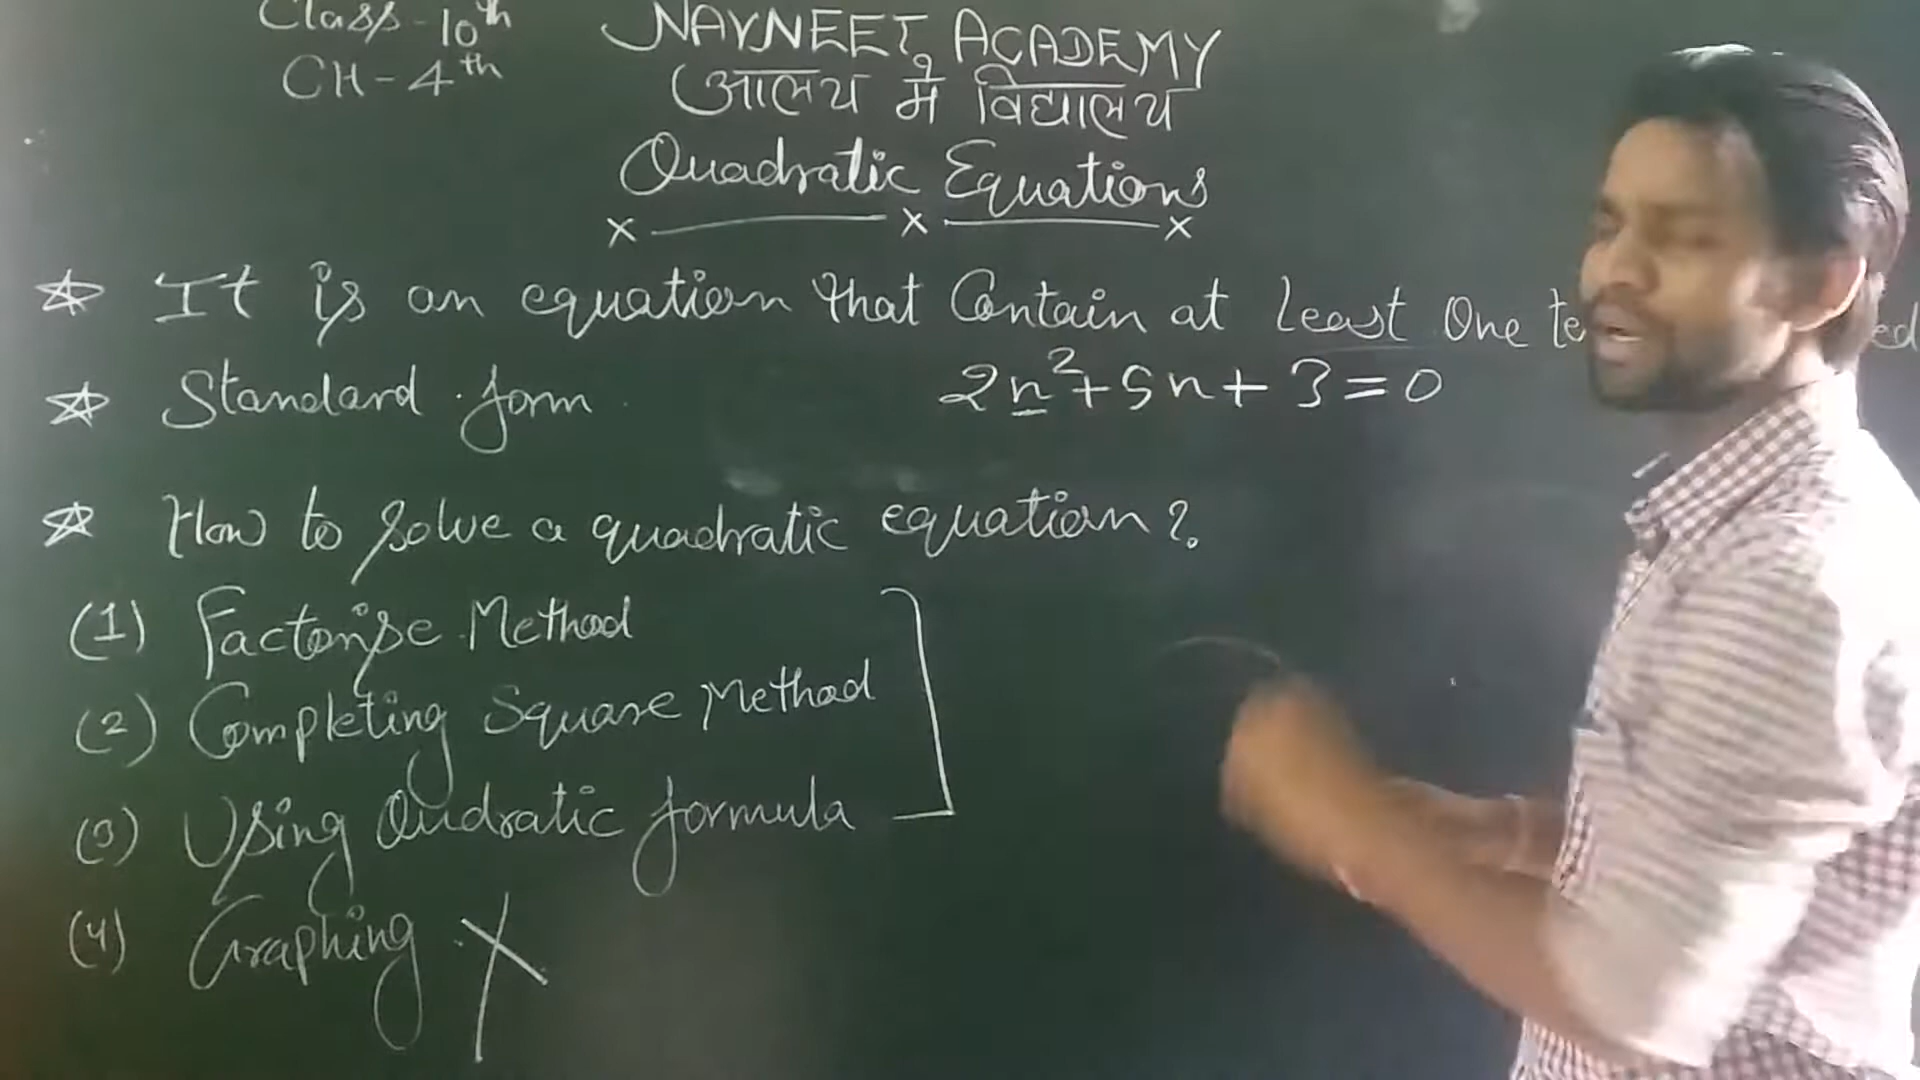 Class-10th
CH-4th
NAVNEET ACADEMY
आलय में विद्यालय
Quadratic Equations
x x x
☆ It is an equation that Contain at Least One
☆ Standard form 2n²+5n+3=0
☆ How to solve a quadratic equation?
(1) Factorise Method
(2) Completing Square Method
(3) Using Qudratic formula
(4) Graphing X